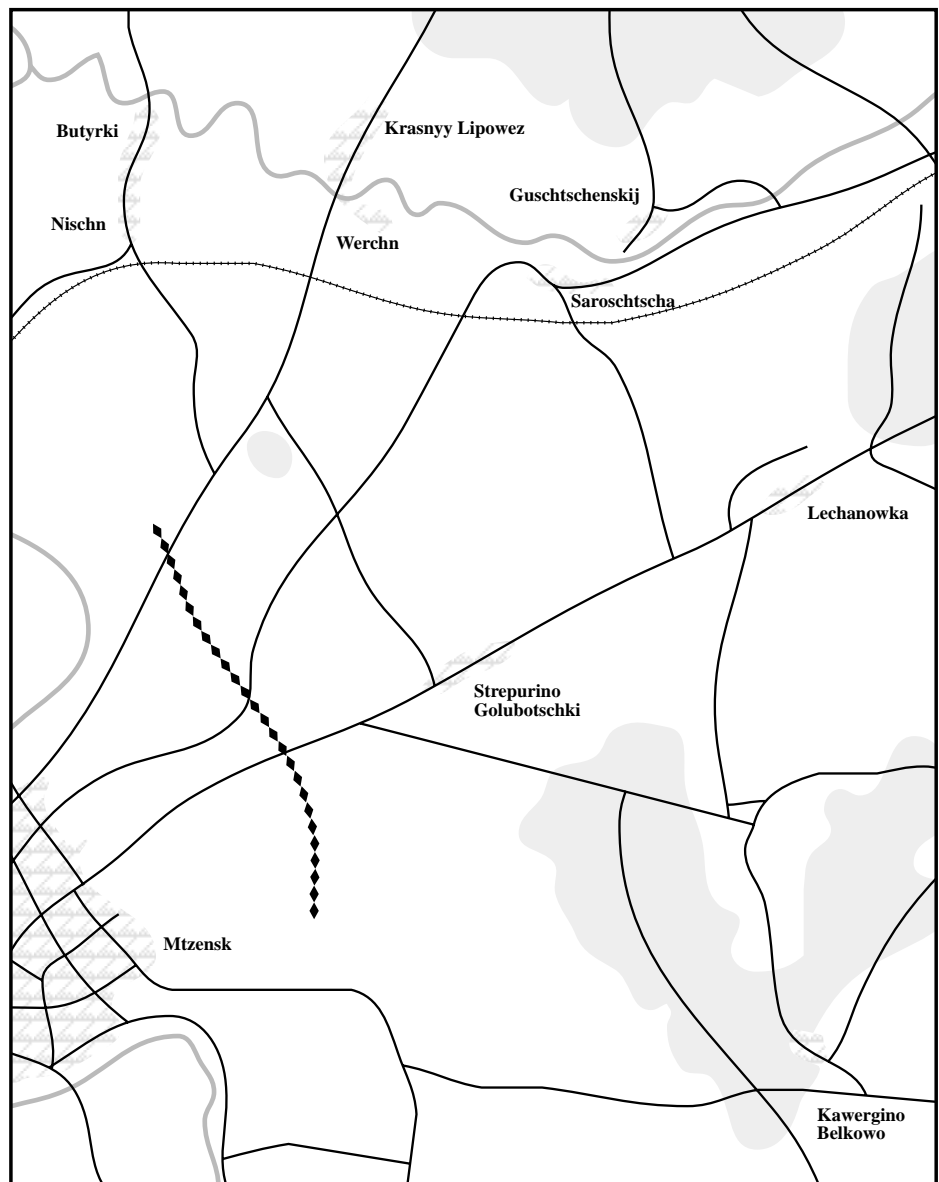 Butyrki
Krasnyy Lipowez
Guschtschenskij
Nischn
Werchn
Saroschtscha
Lechanowka
Strepurino
Golubotschki
Mtzensk
Kawergino
Belkowo